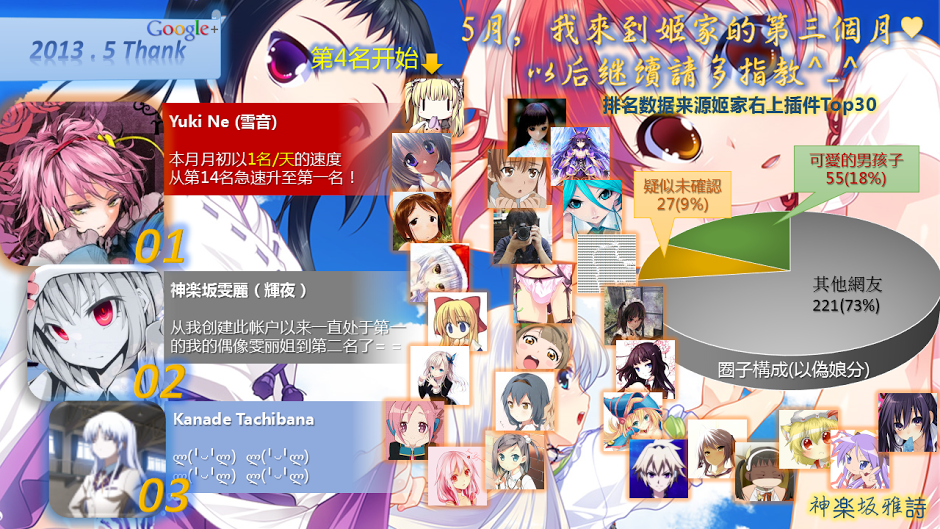 Google+
2013 . 5 Thank
第4名开始
5月，我來到姬家的第三個月♥
以后继續請多指教^_^
排名数据来源姬家右上插件Top30
Yuki Ne (雪音)
本月月初以1名/天的速度
从第14名急速升至第一名！
01
神楽坂雯麗（輝夜）
从我创建此帐户以来一直处于第一
的我的偶像雯丽姐到第二名了= =
02
Kanade Tachibana
ლ(╹◡╹ლ) ლ(╹◡╹ლ)
ლ(╹◡╹ლ) ლ(╹◡╹ლ)
03
可愛的男孩子
55(18%)
疑似未確認
27(9%)
其他網友
221(73%)
圈子構成(以偽娘分)
神楽坂雅詩